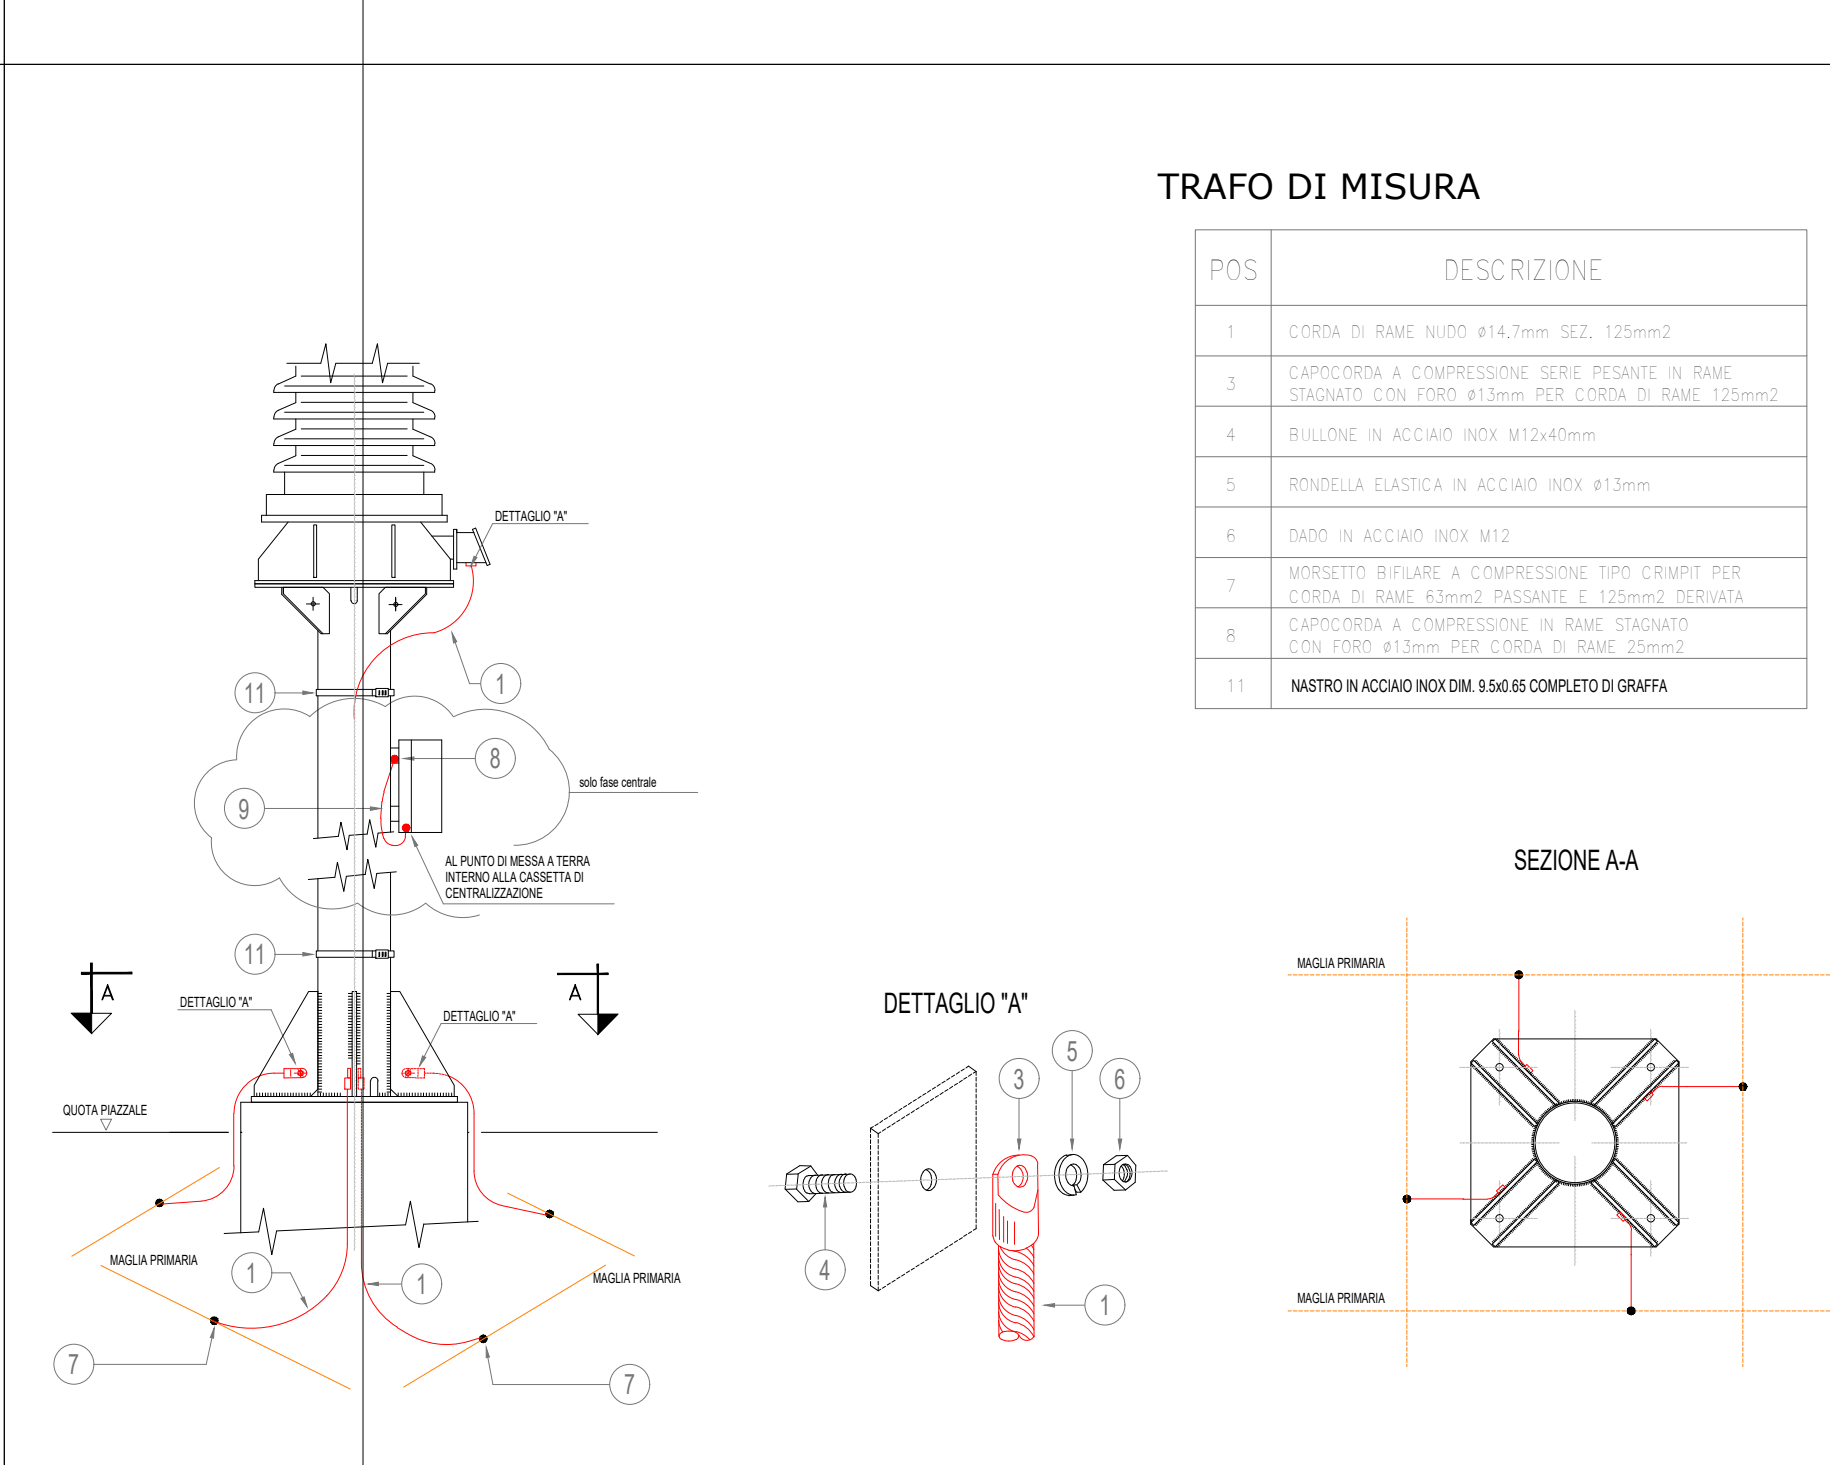 TRAFO DI MISURA
POS DESCRIZIONE
1 CORDA DI RAME NUDO ø14.7mm SEZ. 125mm2
3 CAPOCORDA A COMPRESSIONE SERIE PESANTE IN RAME
STAGNATO CON FORO ø13mm PER CORDA DI RAME 125mm2
4 BULLONE IN ACCIAIO INOX M12x40mm
5 RONDELLA ELASTICA IN ACCIAIO INOX ø13mm
6 DADO IN ACCIAIO INOX M12
7 MORSETTO BIFILARE A COMPRESSIONE TIPO CRIMPIT PER
CORDA DI RAME 63mm2 PASSANTE E 125mm2 DERIVATA
8 CAPOCORDA A COMPRESSIONE IN RAME STAGNATO
CON FORO ø13mm PER CORDA DI RAME 25mm2
11 NASTRO IN ACCIAIO INOX DIM. 9.5x0.65 COMPLETO DI GRAFFA
DETTAGLIO "A"
11
1
8
solo fase centrale
9
AL PUNTO DI MESSA A TERRA
INTERNO ALLA CASSETTA DI
CENTRALIZZAZIONE
11
A
A
DETTAGLIO "A"
DETTAGLIO "A"
QUOTA PIAZZALE
MAGLIA PRIMARIA
1
1
MAGLIA PRIMARIA
7
7
DETTAGLIO "A"
5
3
6
4
1
SEZIONE A-A
MAGLIA PRIMARIA
MAGLIA PRIMARIA